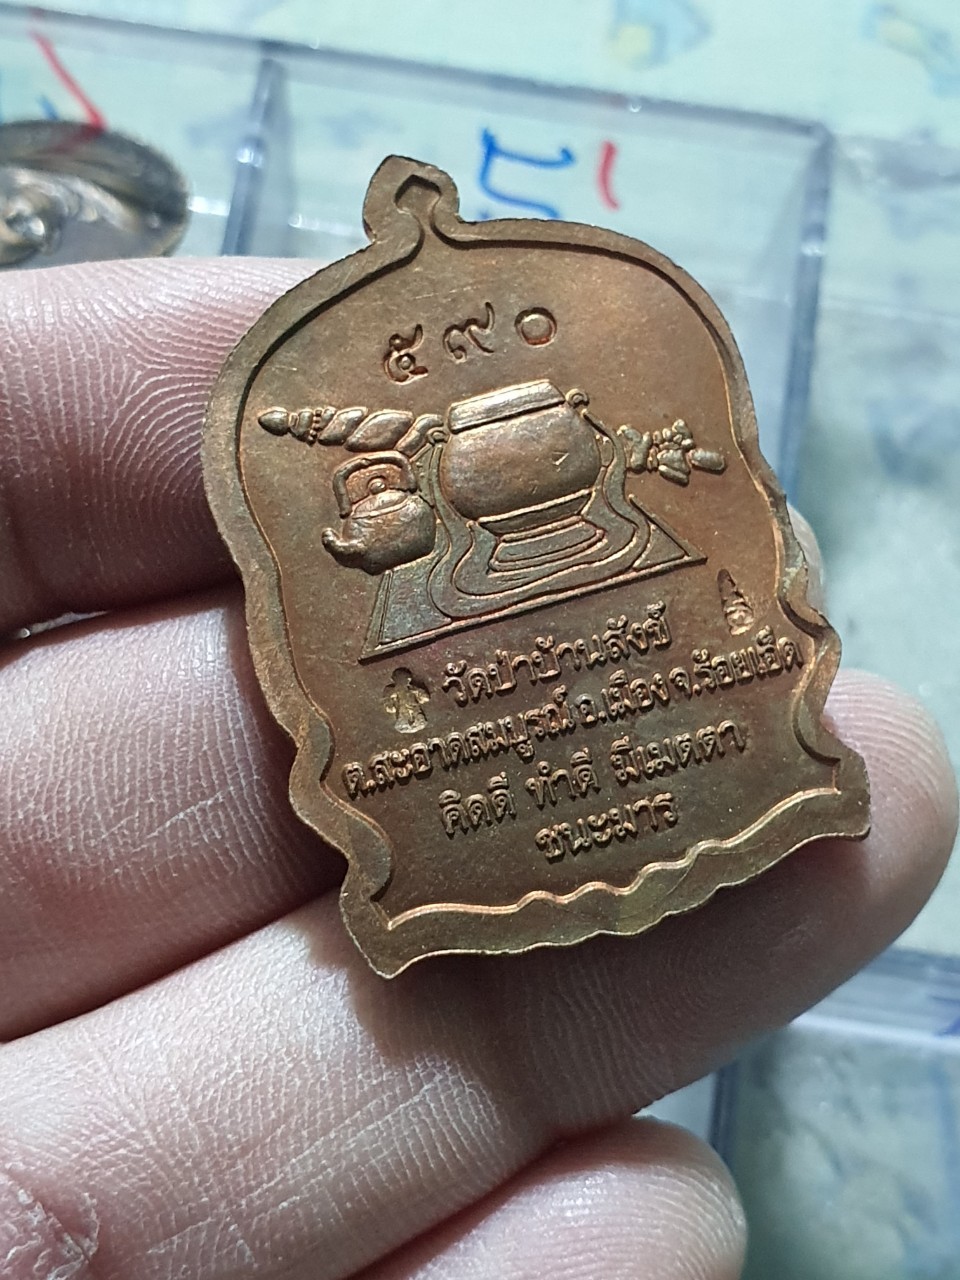 ๕๙๐
วัดป่าบ้านสังข์
ต.สะอาดสมบูรณ์ อ.เมือง จ.ร้อยเอ็ด
คิดดี ทำดี มีเมตตา
ชนะมาร